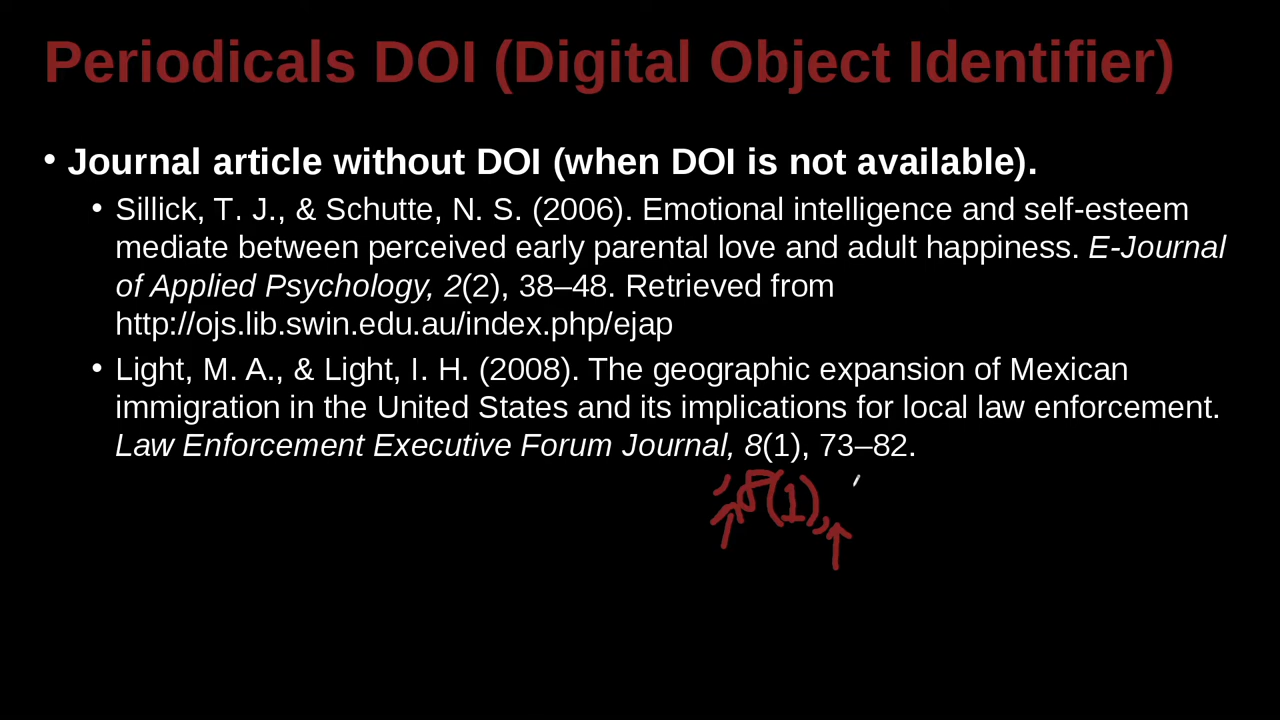 Periodicals DOI (Digital Object Identifier)
• Journal article without DOI (when DOI is not available).
• Sillick, T. J., & Schutte, N. S. (2006). Emotional intelligence and self-esteem
mediate between perceived early parental love and adult happiness. E-Journal
of Applied Psychology, 2(2), 38–48. Retrieved from
http://ojs.lib.swin.edu.au/index.php/ejap
• Light, M. A., & Light, I. H. (2008). The geographic expansion of Mexican
immigration in the United States and its implications for local law enforcement.
Law Enforcement Executive Forum Journal, 8(1), 73–82.
, 8(1),